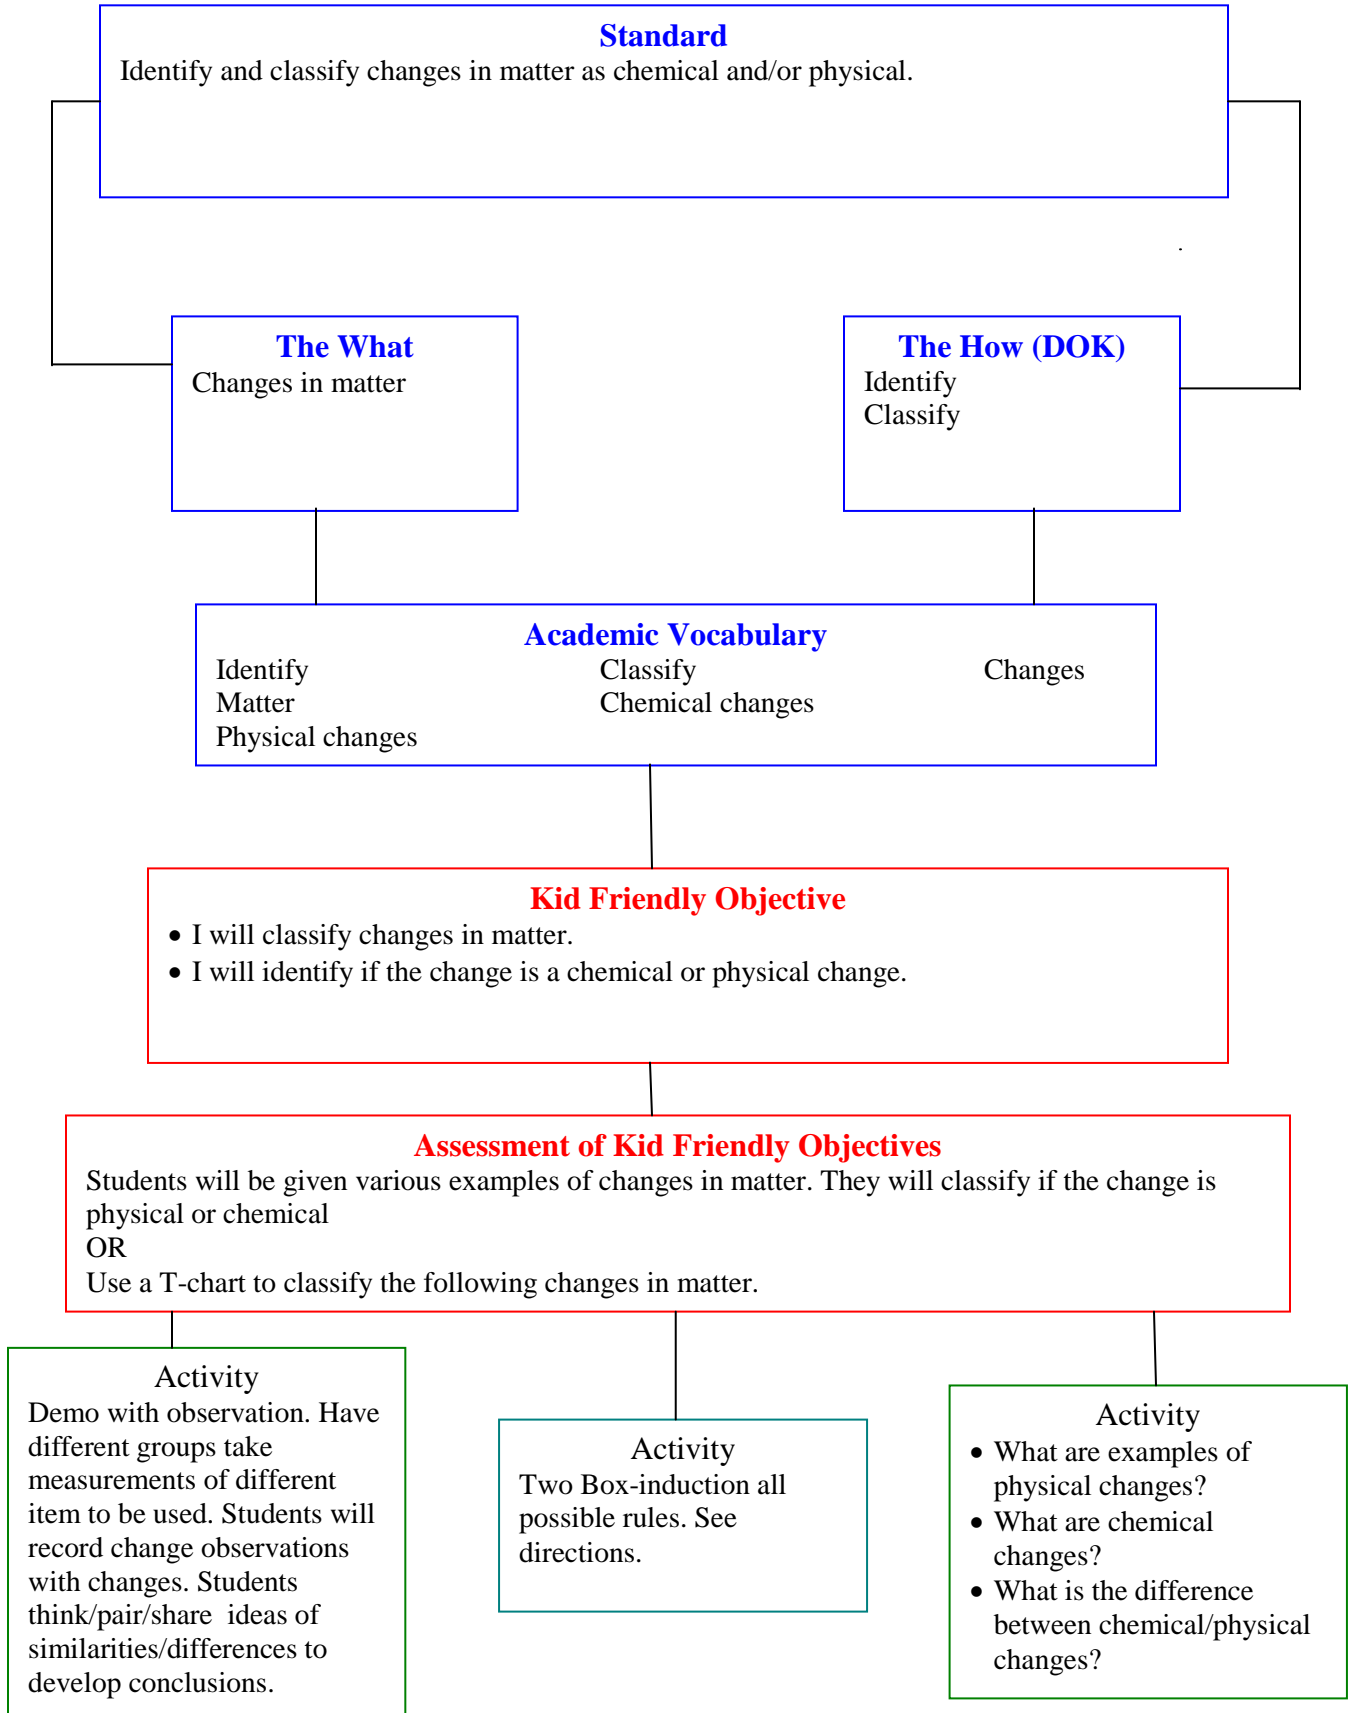 Standard
Identify and classify changes in matter as chemical and/or physical.
The What
Changes in matter
The How (DOK)
Identify
Classify
Academic Vocabulary
Identify Classify Changes
Matter Chemical changes
Physical changes
Kid Friendly Objective
• I will classify changes in matter.
• I will identify if the change is a chemical or physical change.
Assessment of Kid Friendly Objectives
Students will be given various examples of changes in matter. They will classify if the change is
physical or chemical
OR
Use a T-chart to classify the following changes in matter.
Activity
Demo with observation. Have
different groups take
measurements of different
item to be used. Students will
record change observations
with changes. Students
think/pair/share ideas of
similarities/differences to
develop conclusions.
Activity
Two Box-induction all
possible rules. See
directions.
Activity
• What are examples of
physical changes?
• What are chemical
changes?
• What is the difference
between chemical/physical
changes?